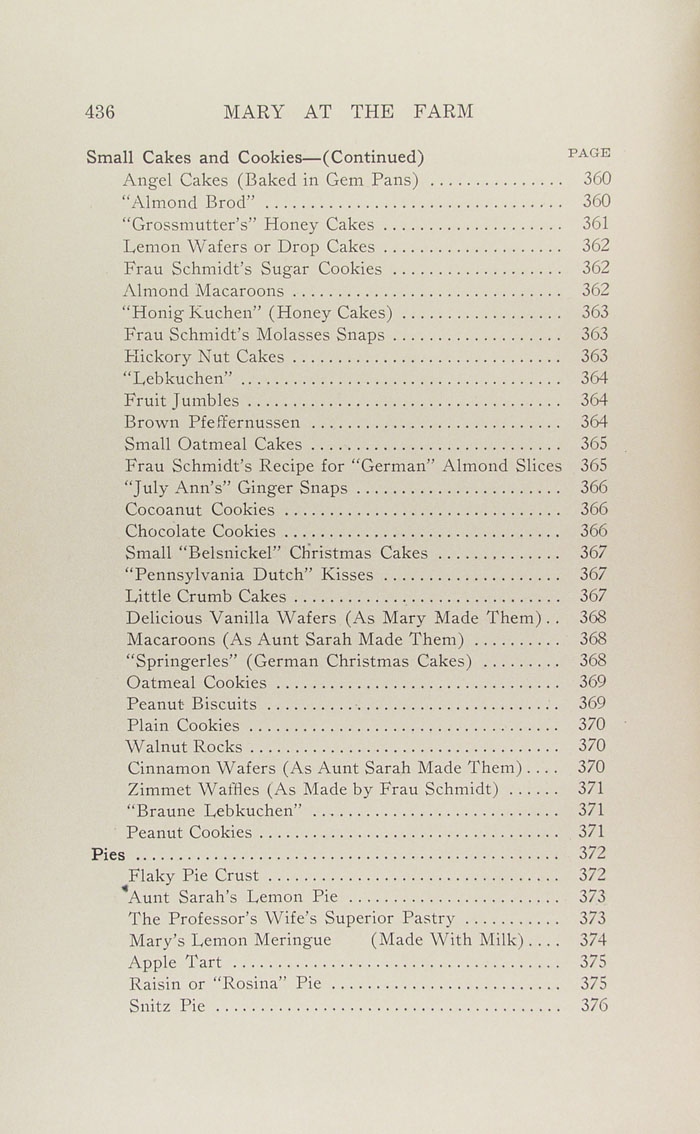 436 MARY AT THE FARM
Small Cakes and Cookies—(Continued) PAGE
Angel Cakes (Baked in Gem Pans) ............... 360
“Almond Brod” .................................. 360
“Grossmutter’s” Honey Cakes .................... 361
Lemon Wafers or Drop Cakes .................... 362
Frau Schmidt’s Sugar Cookies ................... 362
Almond Macaroons .............................. 362
“Honig Kuchen” (Honey Cakes) .................. 363
Frau Schmidt’s Molasses Snaps ................... 363
Hickory Nut Cakes .............................. 363
“Lebkuchen” .................................... 364
Fruit Jumbles ................................... 364
Brown Pfeffernussen ............................ 364
Small Oatmeal Cakes ............................ 365
Frau Schmidt’s Recipe for “German” Almond Slices 365
“July Ann’s” Ginger Snaps ....................... 366
Cocoanut Cookies ............................... 366
Chocolate Cookies ............................... 366
Small “Belsnickel” Christmas Cakes .............. 367
“Pennsylvania Dutch” Kisses .................... 367
Little Crumb Cakes .............................. 367
Delicious Vanilla Wafers (As Mary Made Them) .. 368
Macaroons (As Aunt Sarah Made Them) .......... 368
“Springerles” (German Christmas Cakes) ......... 368
Oatmeal Cookies ................................ 369
Peanut Biscuits ................................. 369
Plain Cookies ................................... 370
Walnut Rocks ................................... 370
Cinnamon Wafers (As Aunt Sarah Made Them) .... 370
Zimmet Waffles (As Made by Frau Schmidt) ...... 371
“Braune Lebkuchen” ............................ 371
Peanut Cookies .................................. 371
Pies ................................................ 372
Flaky Pie Crust ................................. 372
Aunt Sarah’s Lemon Pie ........................ 373
The Professor’s Wife’s Superior Pastry ........... 373
Mary’s Lemon Meringue (Made With Milk) .... 374
Apple Tart ..................................... 375
Raisin or “Rosina” Pie .......................... 375
Snitz Pie ....................................... 376